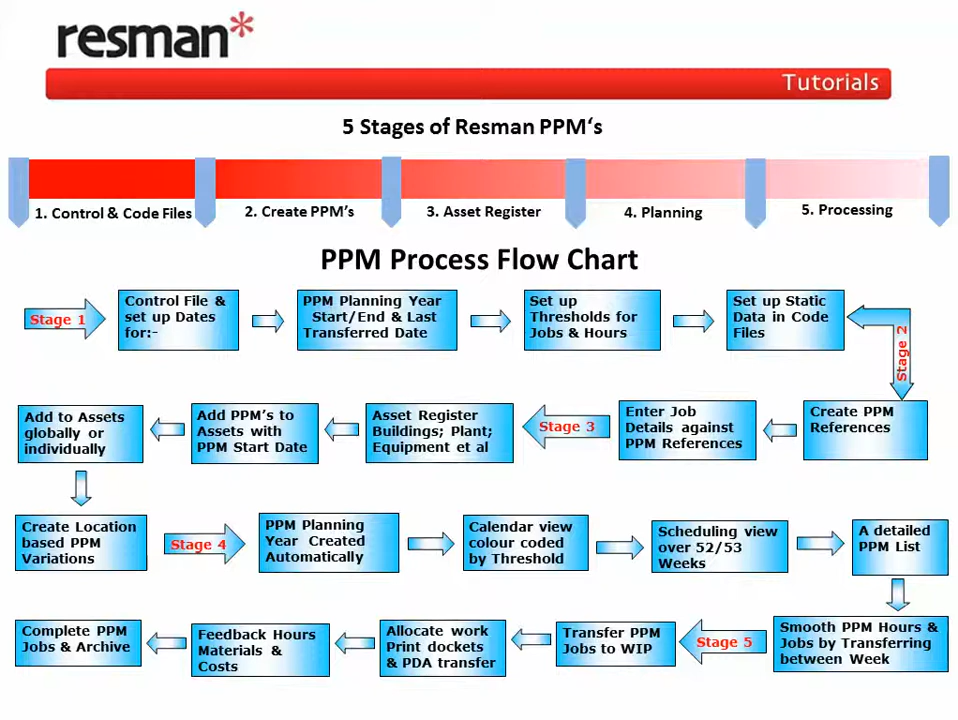 resman*
Tutorials
5 Stages of Resman PPM‘s
1. Control & Code Files
2. Create PPM’s
3. Asset Register
4. Planning
5. Processing
PPM Process Flow Chart
Stage 1
Control File &
set up Dates
for:-
PPM Planning Year
Start/End & Last
Transferred Date
Set up
Thresholds for
Jobs & Hours
Set up Static
Data in Code
Files
Stage 2
Create PPM
References
Enter Job
Details against
PPM References
Stage 3
Asset Register
Buildings; Plant;
Equipment et al
Add PPM’s to
Assets with
PPM Start Date
Add to Assets
globally or
individually
Create Location
based PPM
Variations
Stage 4
PPM Planning
Year Created
Automatically
Calendar view
colour coded
by Threshold
Scheduling view
over 52/53
Weeks
A detailed
PPM List
Smooth PPM Hours &
Jobs by Transferring
between Week
Stage 5
Transfer PPM
Jobs to WIP
Allocate work
Print dockets
& PDA transfer
Feedback Hours
Materials &
Costs
Complete PPM
Jobs & Archive